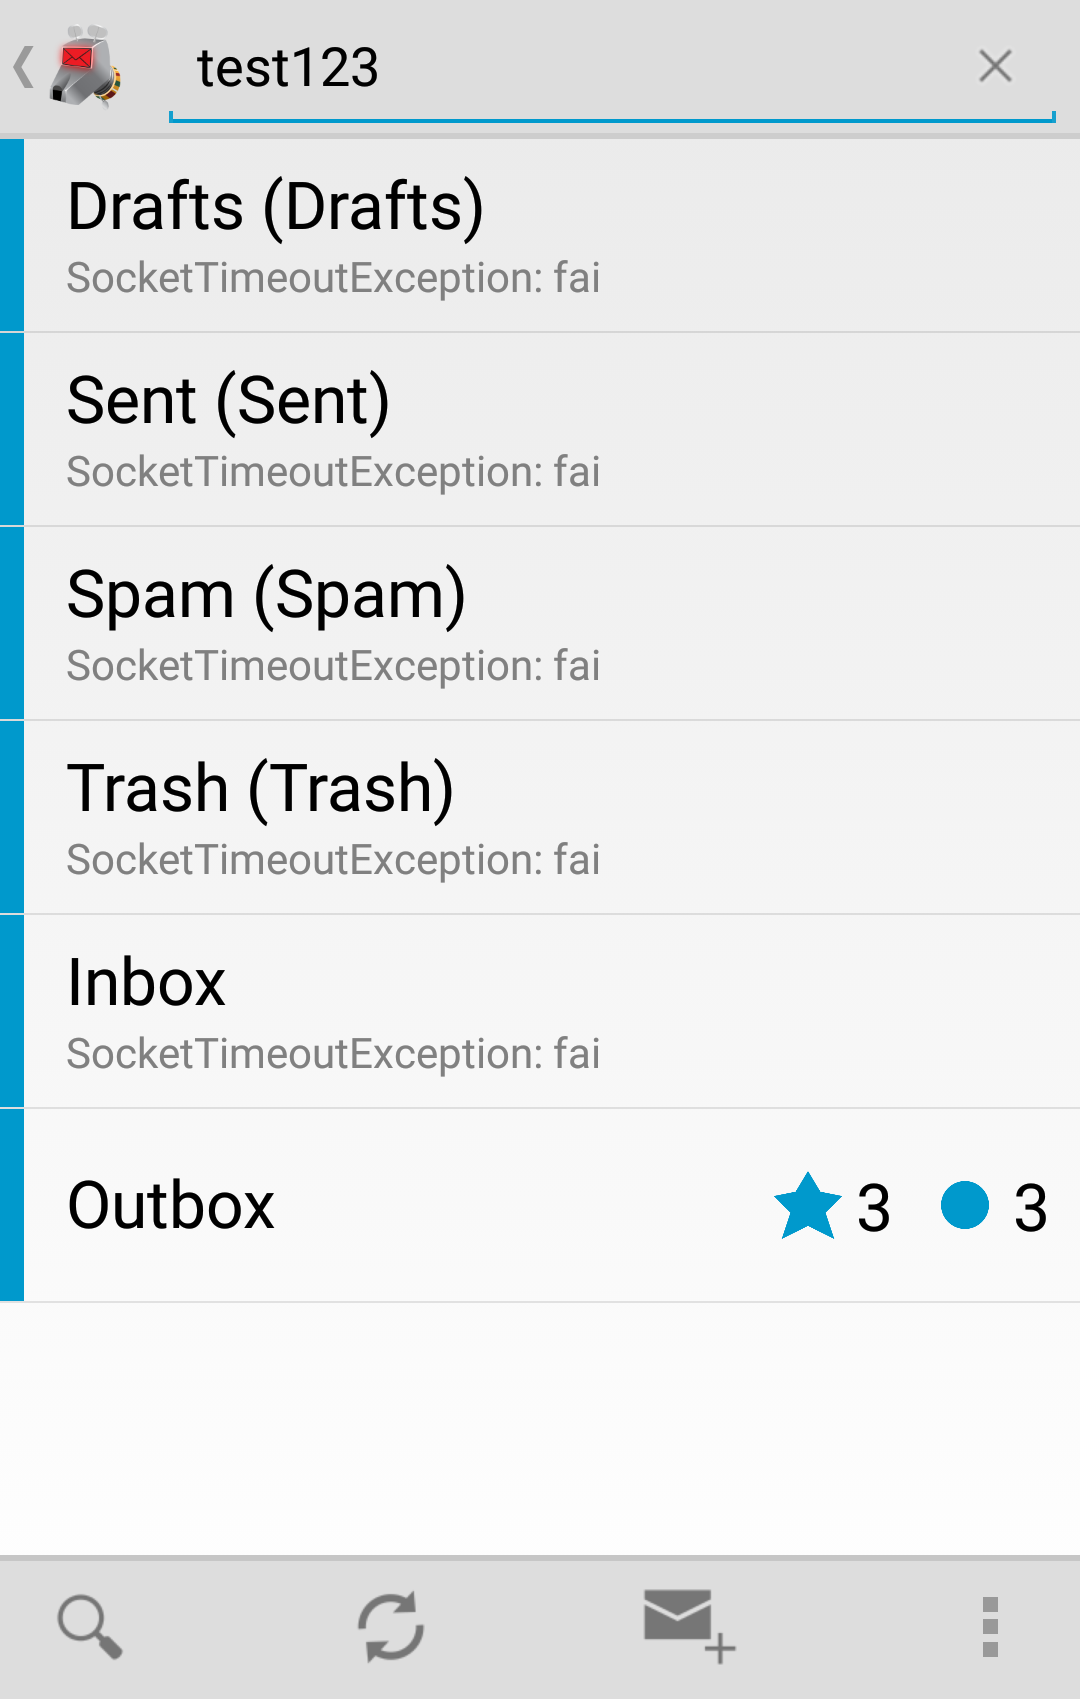 test123
Drafts (Drafts)
SocketTimeoutException: fai
Sent (Sent)
SocketTimeoutException: fai
Spam (Spam)
SocketTimeoutException: fai
Trash (Trash)
SocketTimeoutException: fai
Inbox
SocketTimeoutException: fai
Outbox 3 3